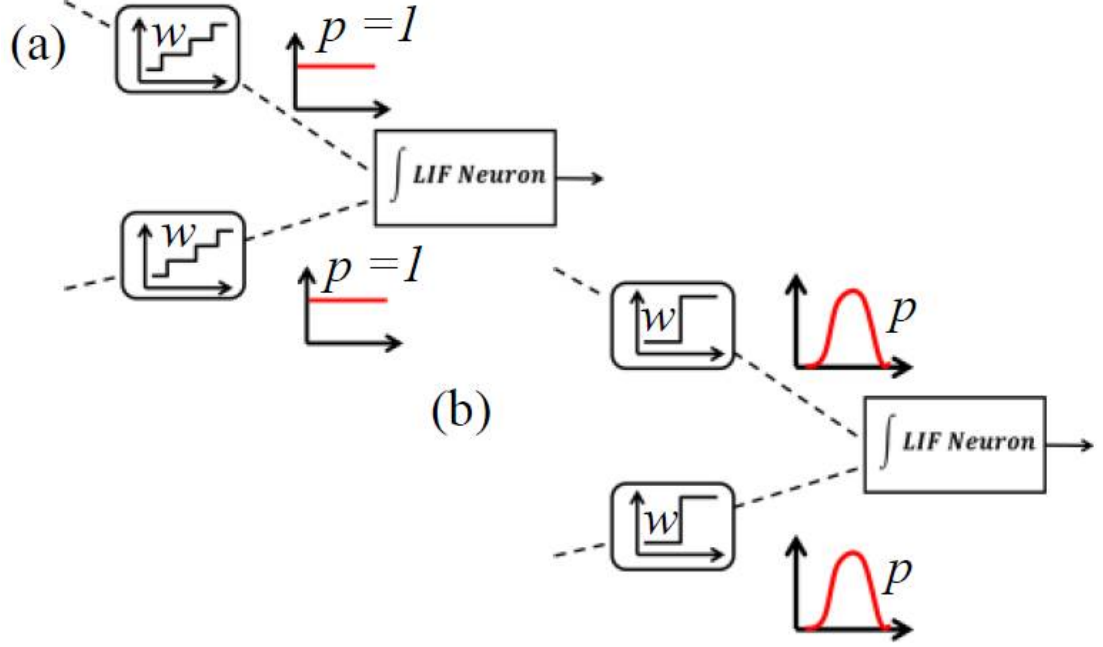 (a)
w
p = 1
∫ LIF Neuron
w
p = 1
w
p
(b)
∫ LIF Neuron
w
p